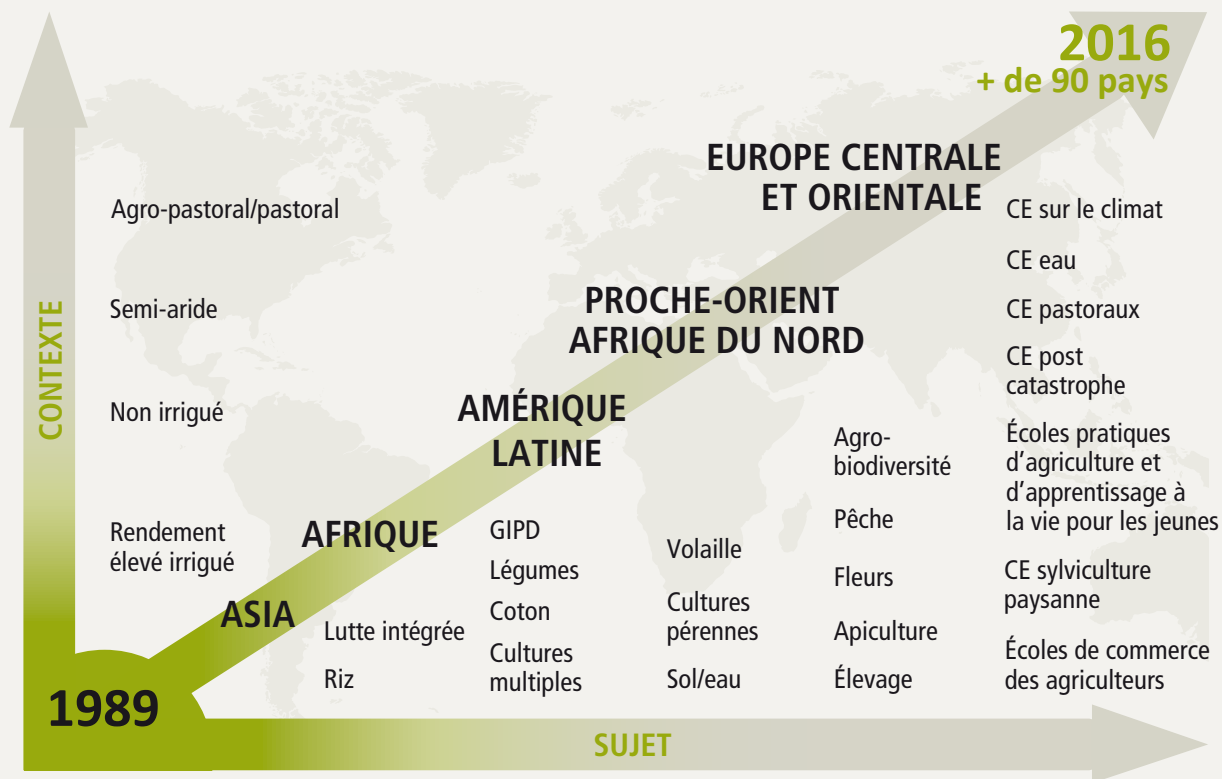 2016
+ de 90 pays
EUROPE CENTRALE
ET ORIENTALE
PROCHE-ORIENT
AFRIQUE DU NORD
AMÉRIQUE
LATINE
AFRIQUE
ASIA
1989
CONTEXTE
Agro-pastoral/pastoral
Semi-aride
Non irrigué
Rendement
élevé irrigué
Lutte intégrée
Riz
GIPD
Légumes
Coton
Cultures
multiples
Volaille
Cultures
pérennes
Sol/eau
Agro-
biodiversité
Pêche
Fleurs
Apiculture
Élevage
CE sur le climat
CE eau
CE pastoraux
CE post
catastrophe
Écoles pratiques
d’agriculture et
d’apprentissage à
la vie pour les jeunes
CE sylviculture
paysanne
Écoles de commerce
des agriculteurs
SUJET